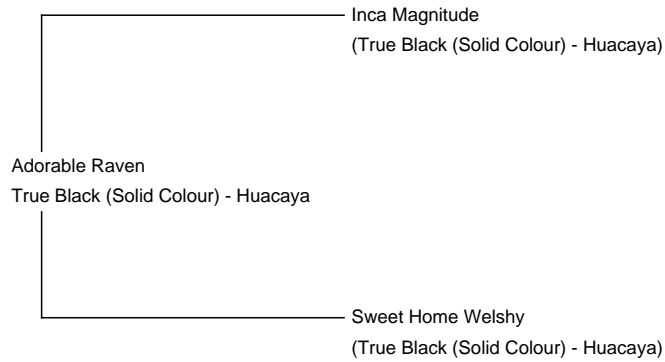 Inca Magnitude
(True Black (Solid Colour) - Huacaya)
Adorable Raven
True Black (Solid Colour) - Huacaya
Sweet Home Welshy
(True Black (Solid Colour) - Huacaya)